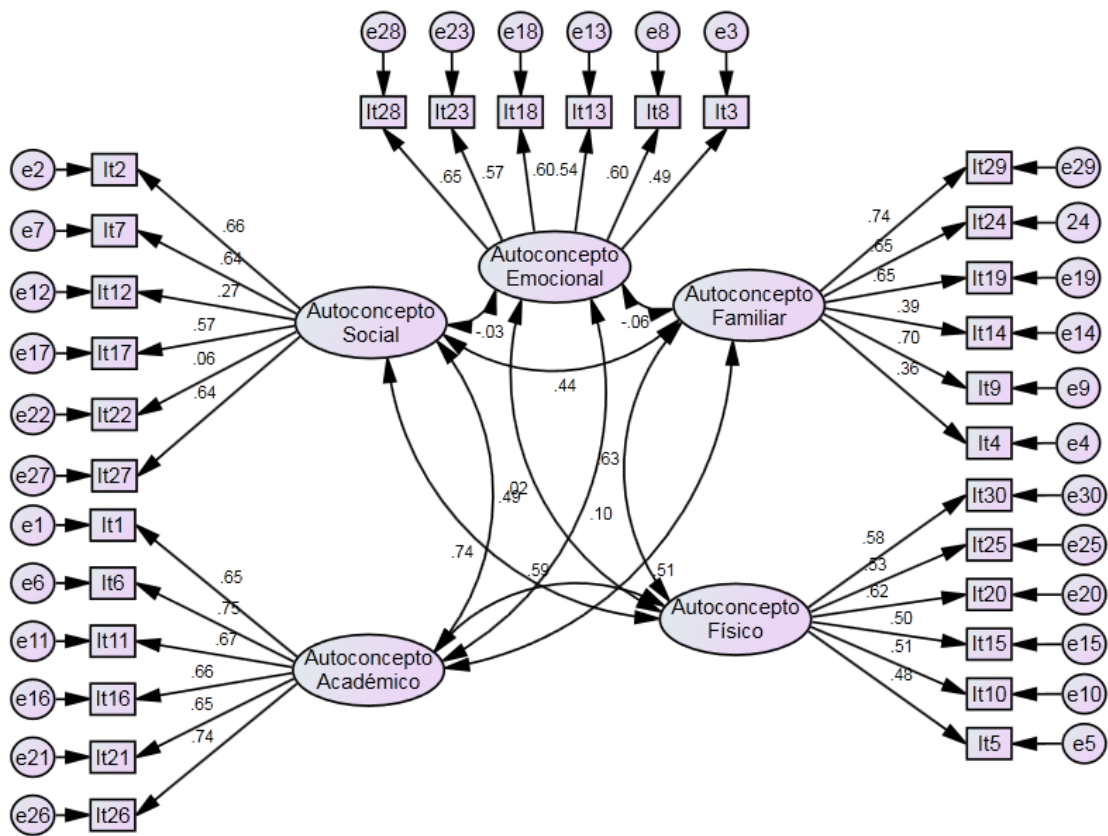 e28 e23 e18 e13 e8 e3
It28 It23 It18 It13 It8 It3
.65 .57 .60 .54 .60 .49
Autoconcepto
Emocional
e2 It2 .66
e7 It7 .64
e12 It12 .27
e17 It17 .57
e22 It22 .06
e27 It27 .64
Autoconcepto
Social
It29 e29 .74
It24 24 .65
It19 e19 .65
It14 e14 .39
It9 e9 .70
It4 e4 .36
Autoconcepto
Familiar
-.03
-.06
.44
.63
.49
.02
.10
.74
.59
.51
e1 It1 .65
e6 It6 .75
e11 It11 .67
e16 It16 .66
e21 It21 .65
e26 It26 .74
Autoconcepto
Académico
It30 e30 .58
It25 e25 .53
It20 e20 .62
It15 e15 .50
It10 e10 .51
It5 e5 .48
Autoconcepto
Físico